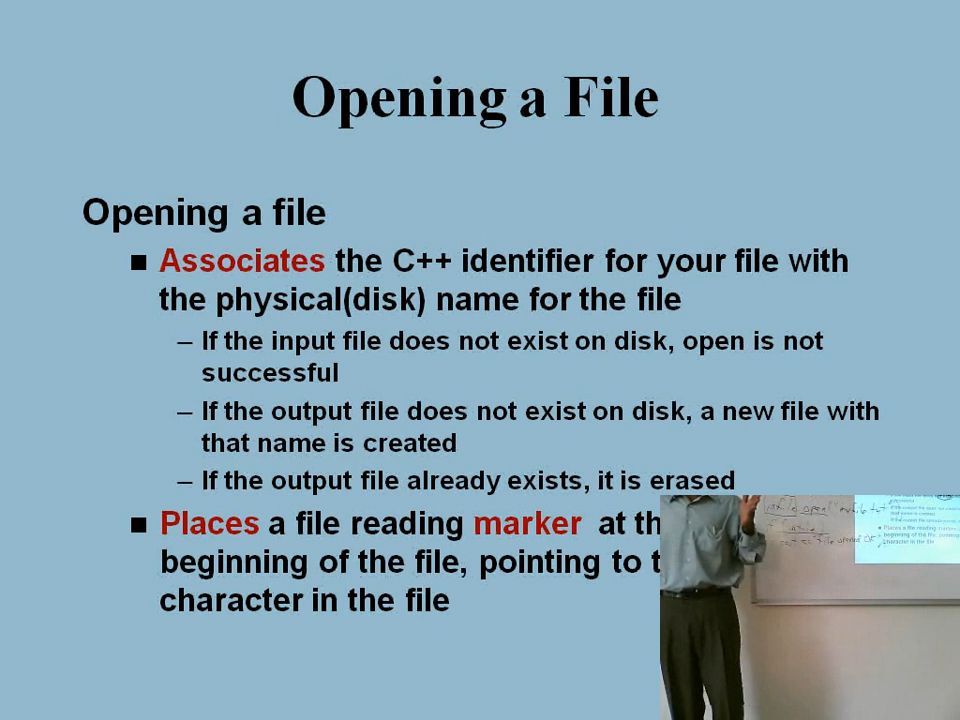 Opening a File
Opening a file
■ Associates the C++ identifier for your file with
the physical(disk) name for the file
– If the input file does not exist on disk, open is not
successful
– If the output file does not exist on disk, a new file with
that name is created
– If the output file already exists, it is erased
■ Places a file reading marker at th
beginning of the file, pointing to t
character in the file